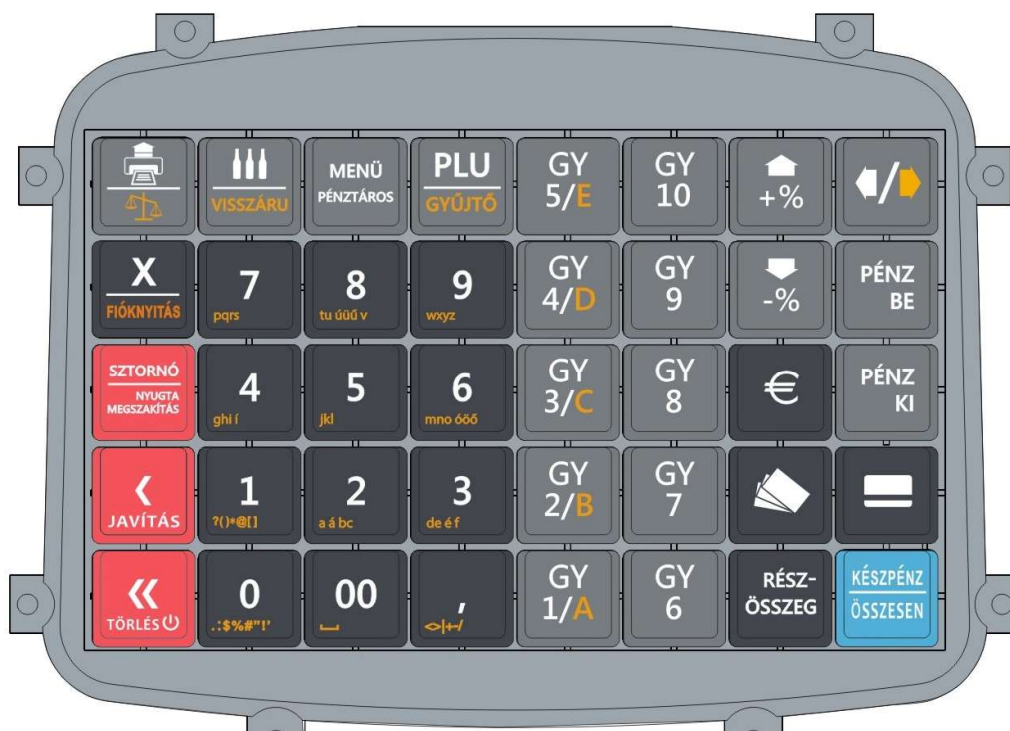 VISSZÁRU
MENÜ
PÉNZTÁROS
PLU
GYŰJTŐ
GY
5/E
GY
10
+%
/
X
FIÓKNYITÁS
7
pqrs
8
tu úüű v
9
wxyz
GY
4/D
GY
9
-%
PÉNZ
BE
SZTORNÓ
NYUGTA
MEGSZAKÍTÁS
4
ghi í
5
jkl
6
mno óöő
GY
3/C
GY
8
€
PÉNZ
KI
JAVÍTÁS
1
?()*@[]
2
a á bc
3
de é f
GY
2/B
GY
7
TÖRLÉS
0
.:$%#"!'
00
,
<>|+-/
GY
1/A
GY
6
RÉSZ-
ÖSSZEG
KÉSZPÉNZ
ÖSSZESEN